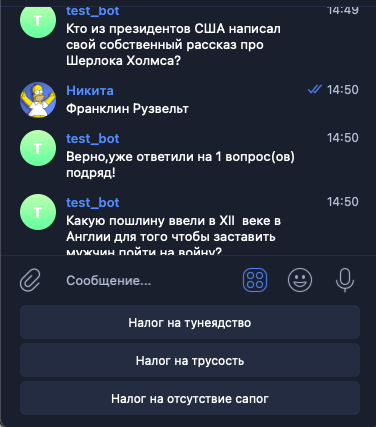 test_bot 14:49
Кто из президентов США написал
свой собственный рассказ про
Шерлока Холмса?
Никита 14:50
Франклин Рузвельт
test_bot 14:50
Верно,уже ответили на 1 вопрос(ов)
подряд!
test_bot 14:50
Какую пошлину ввели в XII веке в
Англии для того чтобы заставить
мужчин пойти на войну?
Сообщение...
Налог на тунеядство
Налог на трусость
Налог на отсутствие сапог